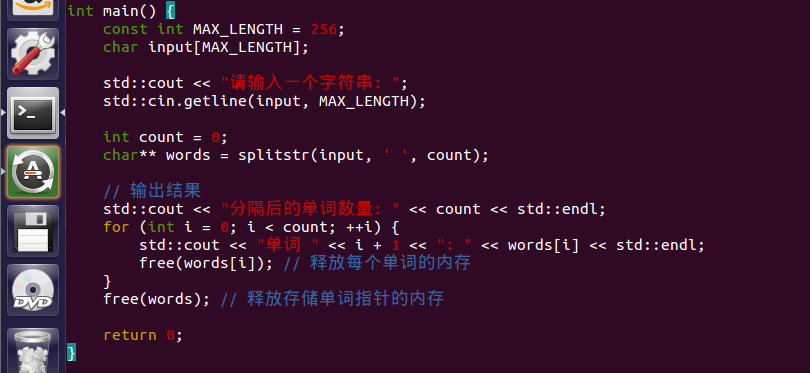 int main() {
    const int MAX_LENGTH = 256;
    char input[MAX_LENGTH];
    std::cout << "请输入一个字符串: ";
    std::cin.getline(input, MAX_LENGTH);
    int count = 0;
    char** words = splitstr(input, ' ', count);
    // 输出结果
    std::cout << "分隔后的单词数量: " << count << std::endl;
    for (int i = 0; i < count; ++i) {
        std::cout << "单词 " << i + 1 << ": " << words[i] << std::endl;
        free(words[i]); // 释放每个单词的内存
    }
    free(words); // 释放存储单词指针的内存
    return 0;
}
>_
A
DVD